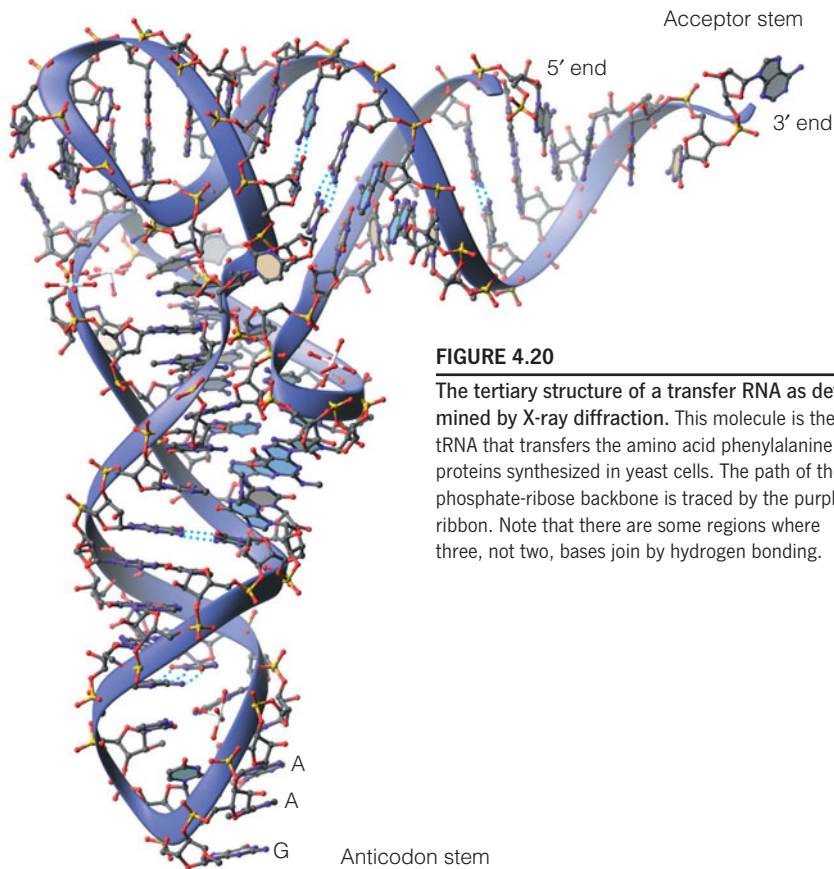 Acceptor stem
5′ end
3′ end
FIGURE 4.20
The tertiary structure of a transfer RNA as de
mined by X-ray diffraction. This molecule is the
tRNA that transfers the amino acid phenylalanine
proteins synthesized in yeast cells. The path of the
phosphate-ribose backbone is traced by the purpl
ribbon. Note that there are some regions where
three, not two, bases join by hydrogen bonding.
A
A
G
Anticodon stem